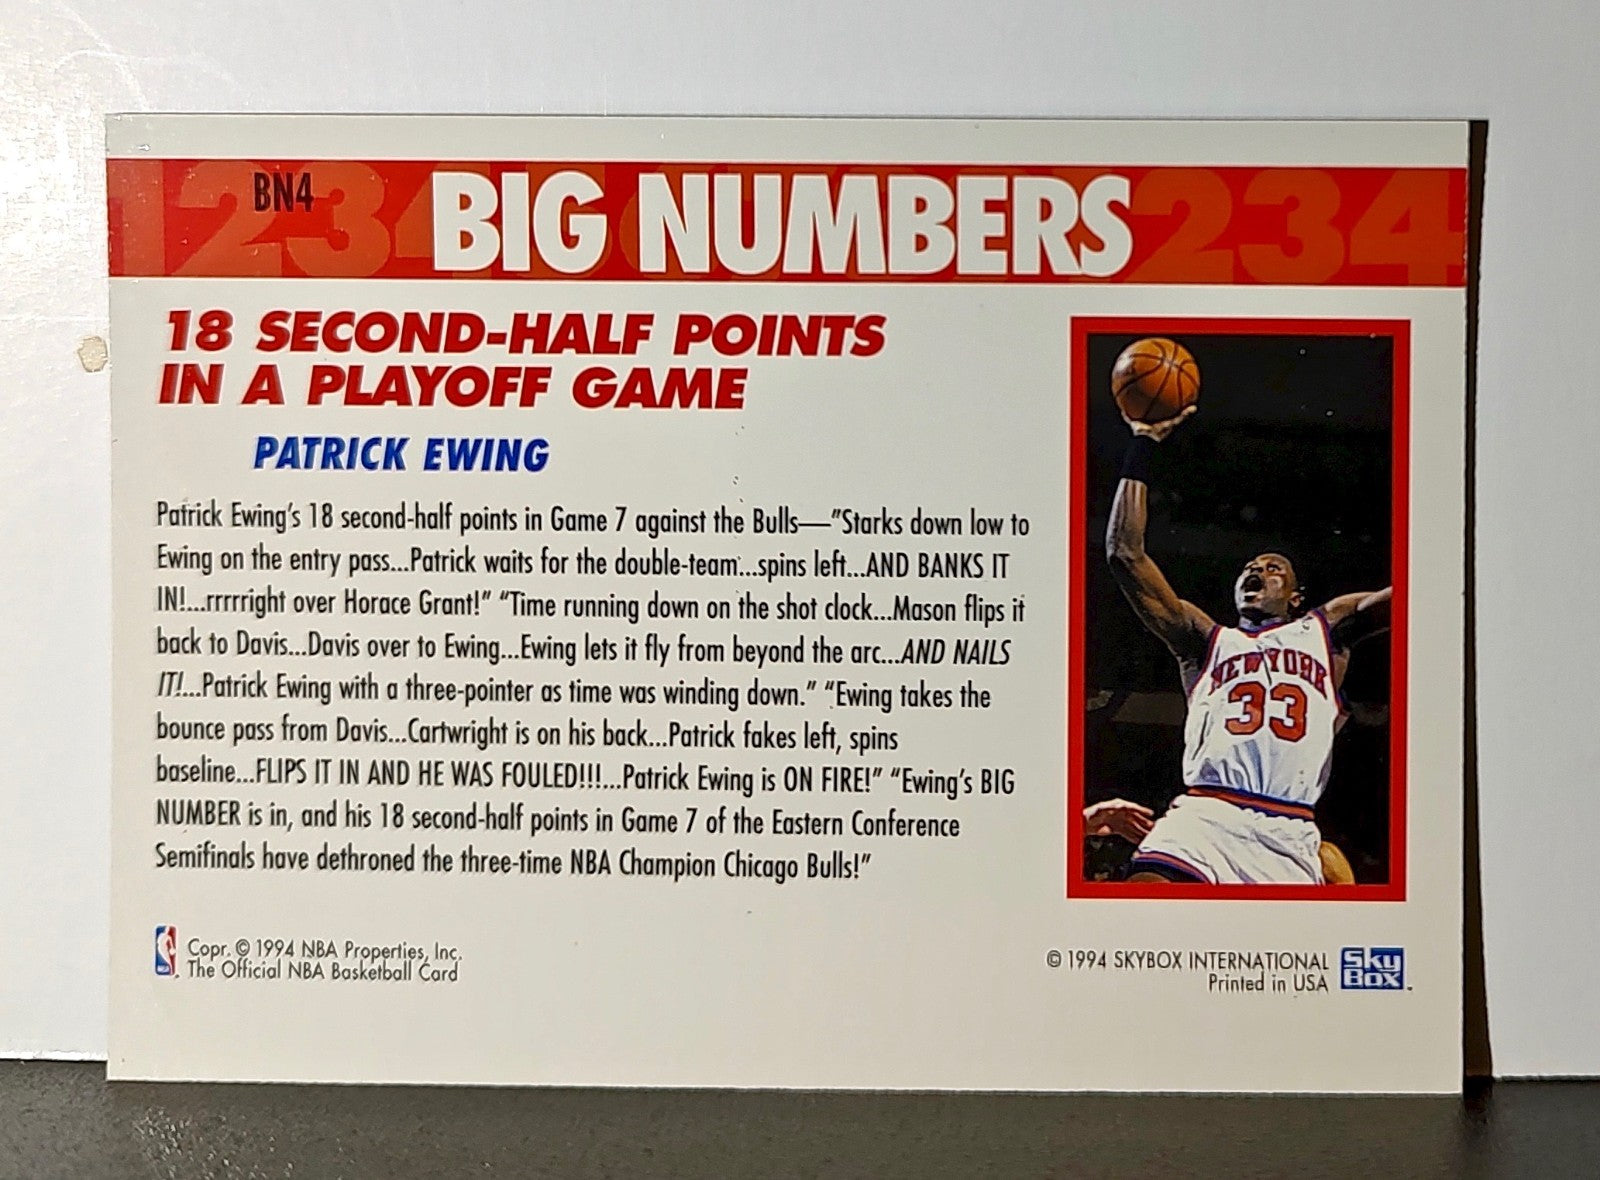 BN4
BIG NUMBERS
18 SECOND-HALF POINTS
IN A PLAYOFF GAME
PATRICK EWING
Patrick Ewing's 18 second-half points in Game 7 against the Bulls—"Starks down low to
Ewing on the entry pass...Patrick waits for the double-team...spins left...AND BANKS IT
IN!...rrrrright over Horace Grant!" "Time running down on the shot clock...Mason flips it
back to Davis...Davis over to Ewing...Ewing lets it fly from beyond the arc...AND NAILS
IT!...Patrick Ewing with a three-pointer as time was winding down." "Ewing takes the
bounce pass from Davis...Cartwright is on his back...Patrick fakes left, spins
baseline...FLIPS IT IN AND HE WAS FOULED!!!...Patrick Ewing is ON FIRE!" "Ewing's BIG
NUMBER is in, and his 18 second-half points in Game 7 of the Eastern Conference
Semifinals have dethroned the three-time NBA Champion Chicago Bulls!"
NEW YORK
33
Copr. © 1994 NBA Properties, Inc.
The Official NBA Basketball Card
© 1994 SKYBOX INTERNATIONAL
Printed in USA
Sky
Box
1234
234